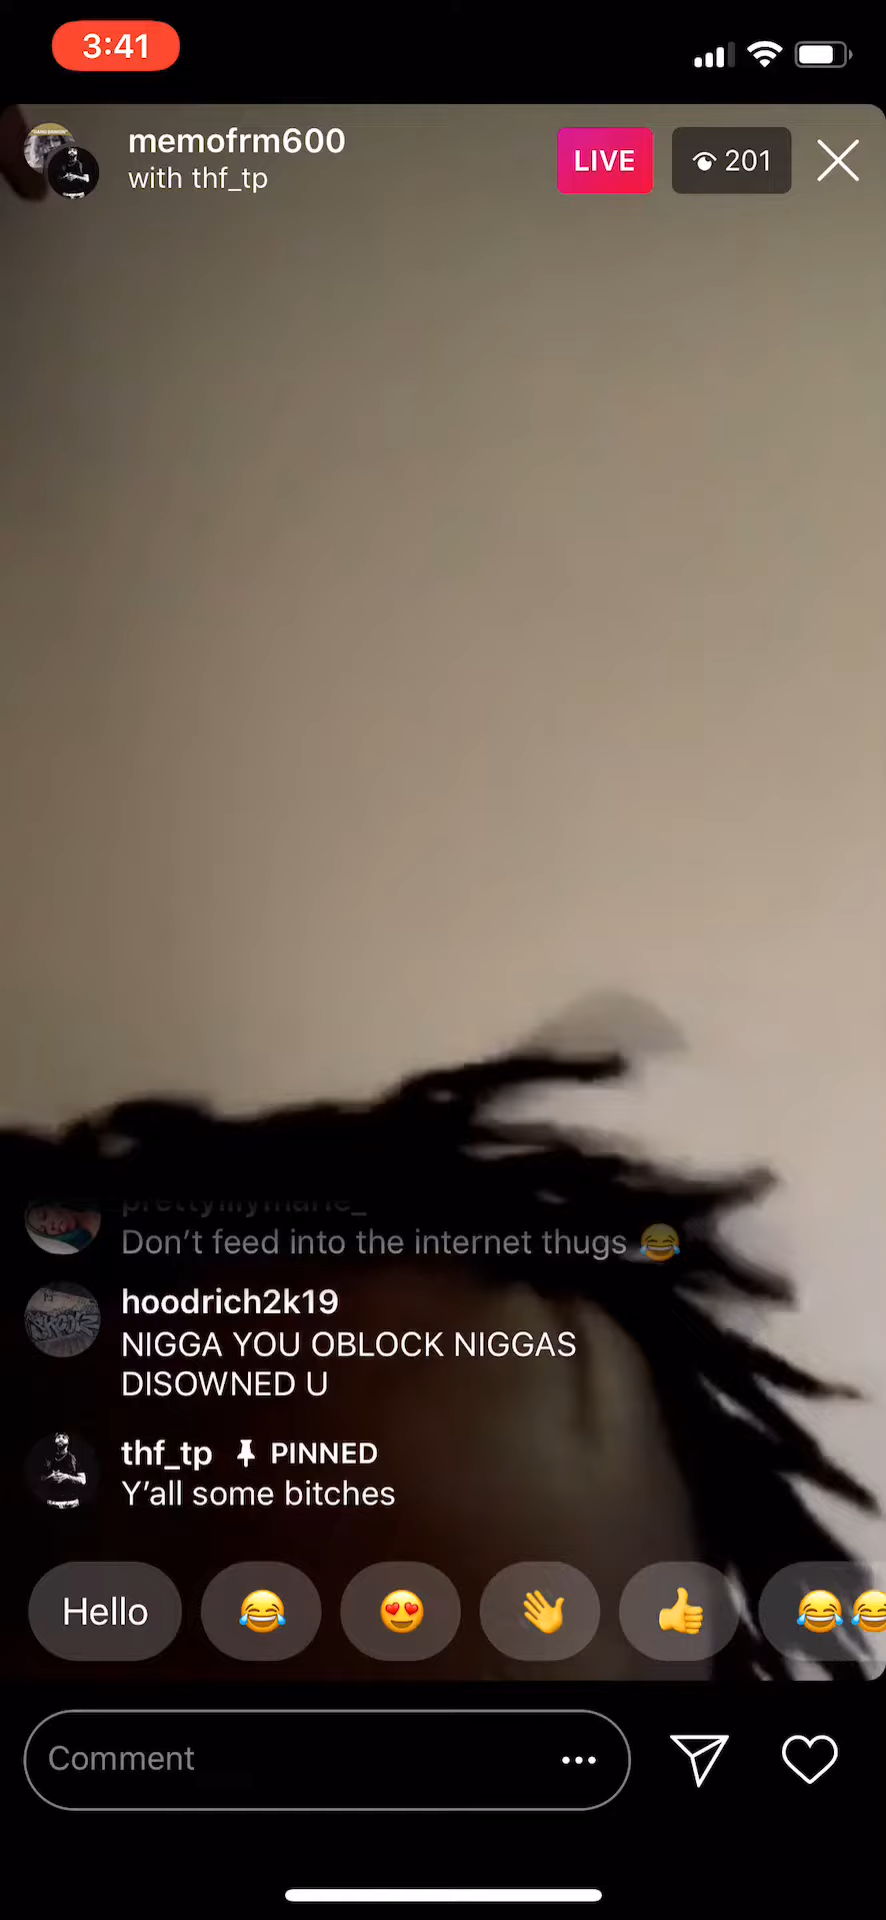 3:41
memofrm600
with thf_tp
LIVE
201
Don't feed into the internet thugs 😂
hoodrich2k19
NIGGA YOU OBLOCK NIGGAS
DISOWNED U
thf_tp PINNED
Y'all some bitches
Hello
Comment